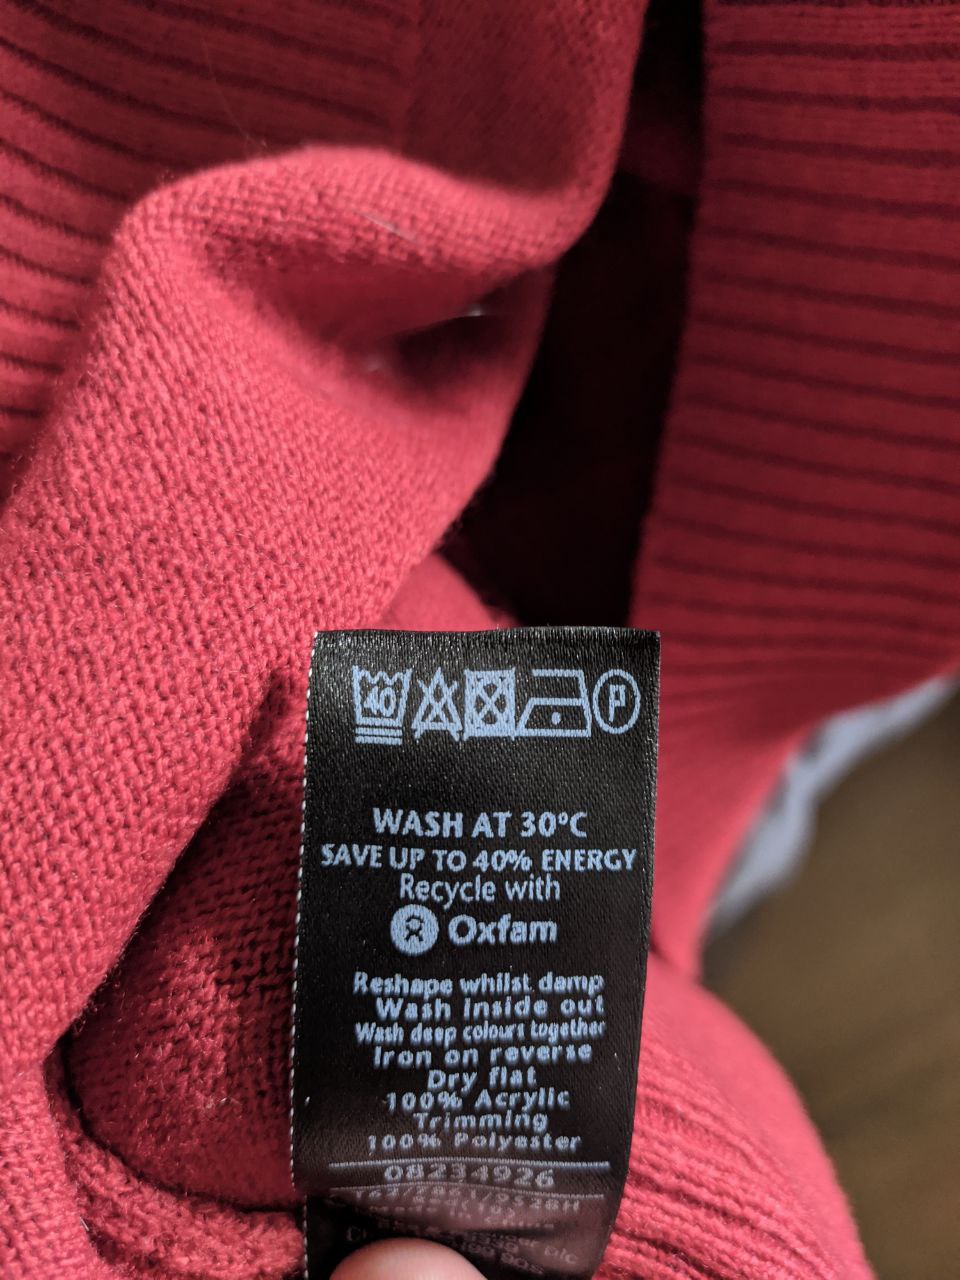 40
P
WASH AT 30°C
SAVE UP TO 40% ENERGY
Recycle with
Oxfam
Reshape whilst damp
Wash inside out
Wash deep colours together
Iron on reverse
Dry flat
100% Acrylic
Trimming
100% Polyester
08234926